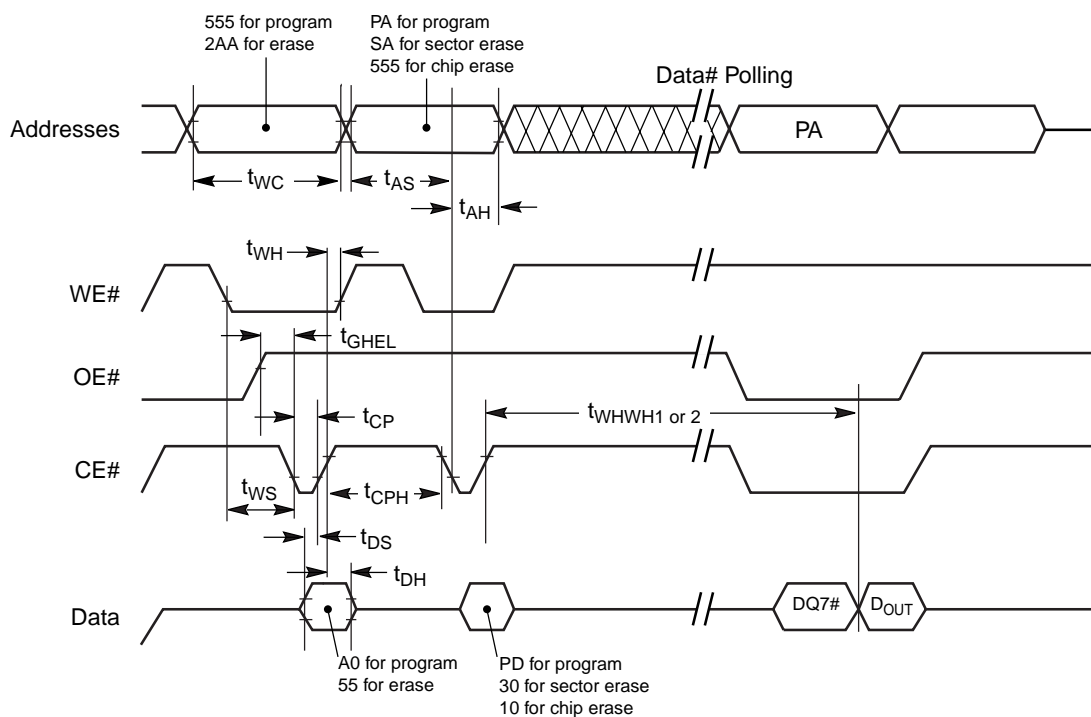 555 for program
2AA for erase
PA for program
SA for sector erase
555 for chip erase
Data# Polling
Addresses
PA
tWC
tAS
tAH
tWH
WE#
tGHEL
OE#
tCP
tWHWH1 or 2
CE#
tWS
tCPH
tDS
tDH
Data
DQ7#
DOUT
A0 for program
55 for erase
PD for program
30 for sector erase
10 for chip erase